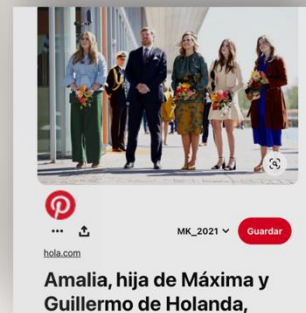 MK_2021
Guardar
hola.com
Amalia, hija de Máxima y
Guillermo de Holanda,